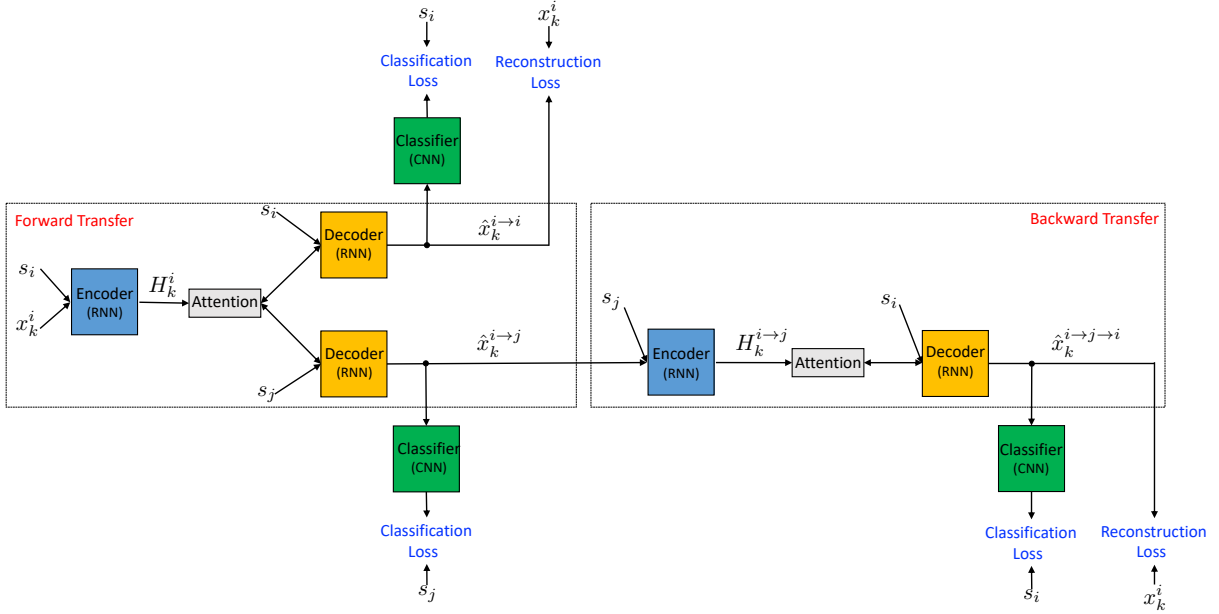 s_i
x_k^i
Classification
Loss
Reconstruction
Loss
Classifier
(CNN)
Forward Transfer
Backward Transfer
s_i
Decoder
(RNN)
\hat{x}_k^{i→i}
s_i
x_k^i
Encoder
(RNN)
H_k^i
Attention
s_j
Decoder
(RNN)
\hat{x}_k^{i→j}
s_j
Encoder
(RNN)
H_k^{i→j}
Attention
s_i
Decoder
(RNN)
\hat{x}_k^{i→j→i}
Classifier
(CNN)
Classification
Loss
s_j
Classifier
(CNN)
Classification
Loss
s_i
Reconstruction
Loss
x_k^i